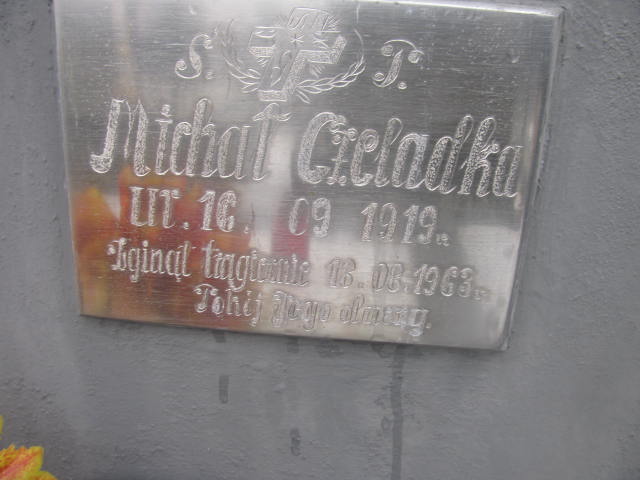 Ś. P.
Michał Czeladka
ur. 16. 09 1919 r.
Zginął tragicznie 16. 08. 1963 r.
Pokój Jego duszy.